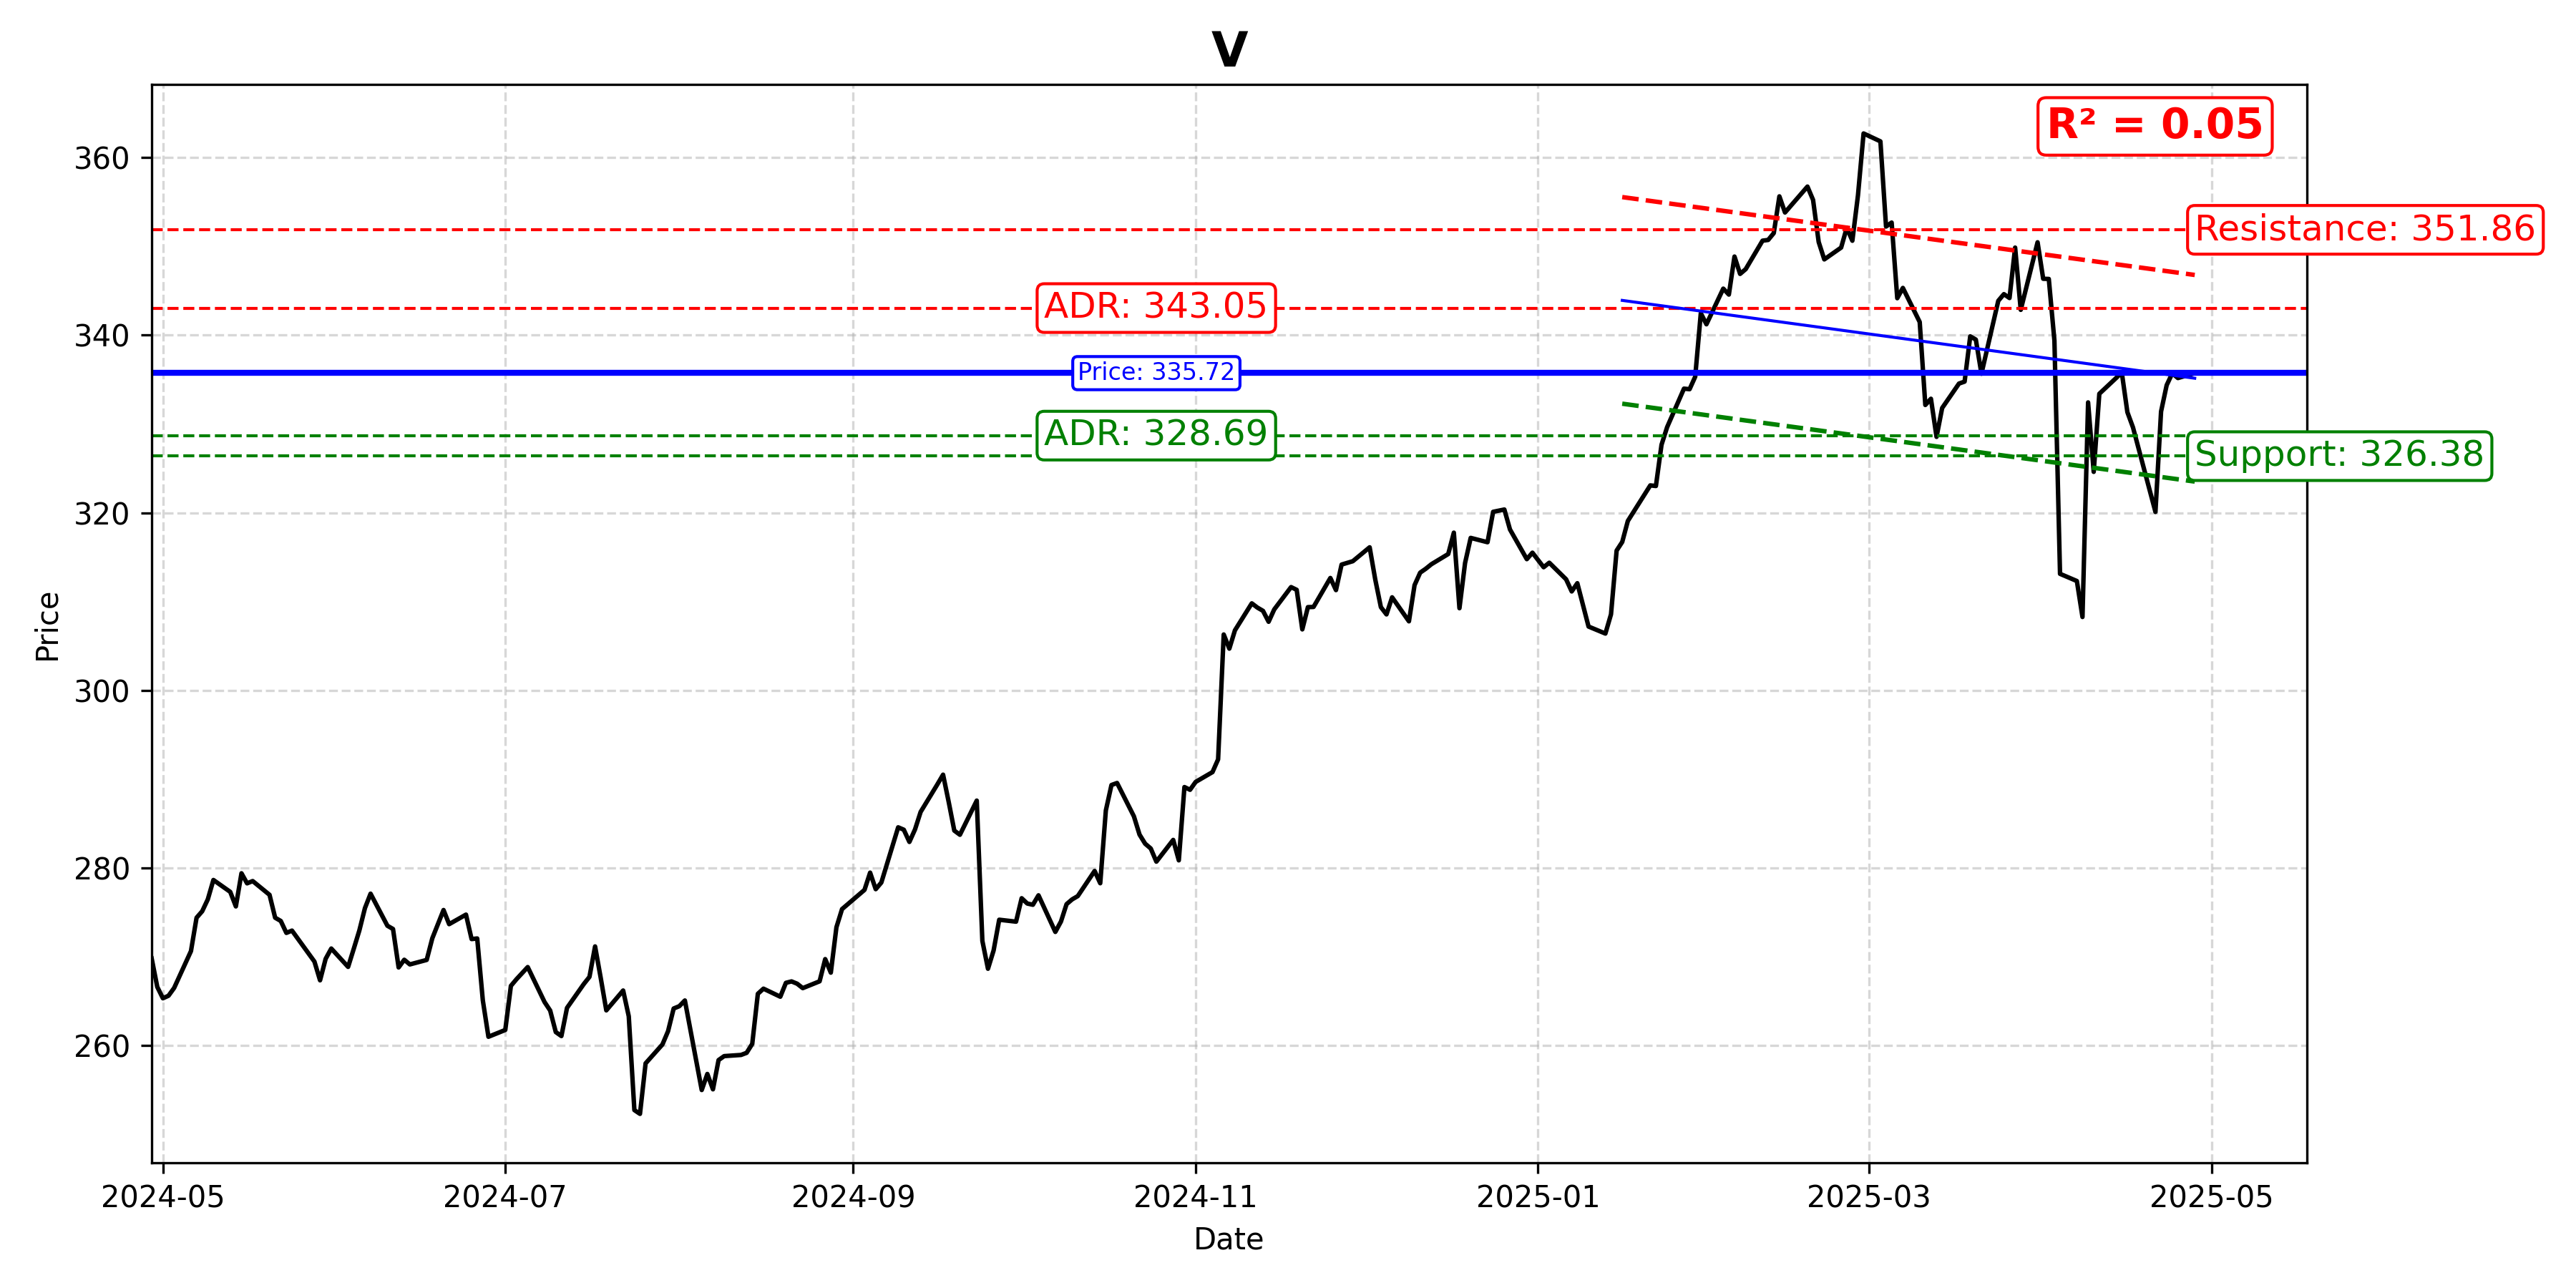 V
R² = 0.05
Resistance: 351.86
ADR: 343.05
Price: 335.72
ADR: 328.69
Support: 326.38
360
340
320
300
280
260
Price
2024-05 2024-07 2024-09 2024-11 2025-01 2025-03 2025-05
Date